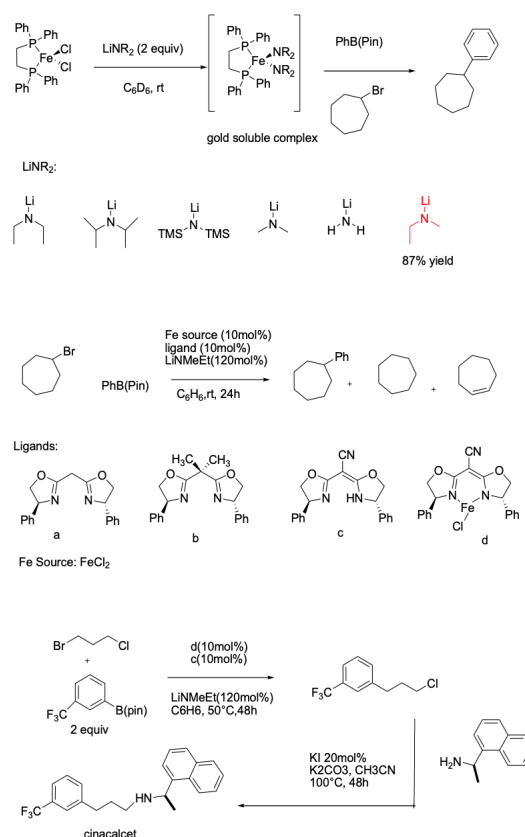 Ph Ph
P Cl
Fe
P Cl
Ph Ph
LiNR2 (2 equiv)
C6D6, rt
Ph Ph
P NR2
Fe
P NR2
Ph Ph
gold soluble complex
PhB(Pin)
Br
LiNR2:
Li
N
Li
N
Li
TMS N TMS
Li
N
Li
H N H
Li
N
87% yield
Br
PhB(Pin)
Fe source (10mol%)
ligand (10mol%)
LiNMeEt(120mol%)
C6H6,rt, 24h
Ph
+
+
Ligands:
O O
N N
Ph Ph
a
H3C CH3
O O
N N
Ph Ph
b
CN
O O
N HN
Ph Ph
c
CN
O O
N N
Fe
Cl
Ph Ph
d
Fe Source: FeCl2
Br Cl
+
F3C B(pin)
2 equiv
d(10mol%)
c(10mol%)
LiNMeEt(120mol%)
C6H6, 50°C,48h
F3C Cl
KI 20mol%
K2CO3, CH3CN
100°C, 48h
H2N
F3C HN
cinacalcet